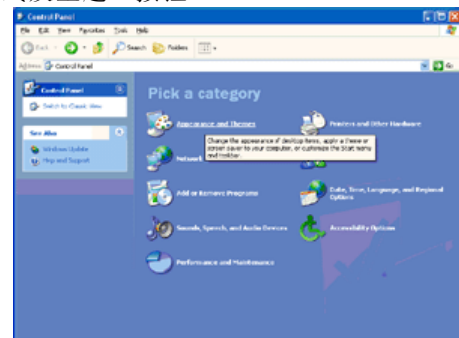 Control Panel
File Edit View Favorites Tools Help
Back Search Folders
Address Control Panel Go
Control Panel
Switch to Classic View
See Also
Windows Update
Help and Support
Pick a category
Appearance and Themes
Printers and Other Hardware
Change the appearance of desktop items, apply a theme or
screen saver to your computer, or customize the Start menu
and taskbar.
Network
Add or Remove Programs
Date, Time, Language, and Regional
Options
Sounds, Speech, and Audio Devices
Accessibility Options
Performance and Maintenance